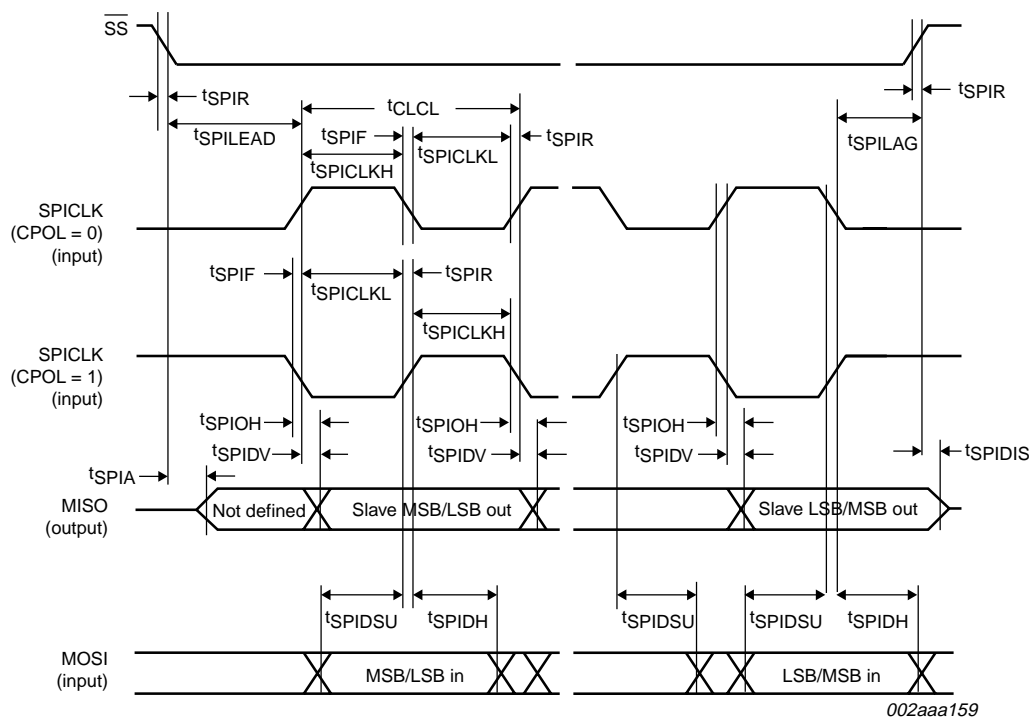 SS
tSPIR
tCLCL
tSPIR
tSPILEAD
tSPIF
tSPIR
tSPICLKL
tSPILAG
tSPICLKH
SPICLK
(CPOL = 0)
(input)
tSPIF
tSPICLKL
tSPIR
tSPICLKH
SPICLK
(CPOL = 1)
(input)
tSPIOH
tSPIOH
tSPIOH
tSPIDV
tSPIDV
tSPIDV
tSPIDIS
tSPIA
MISO
(output)
Not defined
Slave MSB/LSB out
Slave LSB/MSB out
tSPIDSU
tSPIDH
tSPIDSU
tSPIDSU
tSPIDH
MOSI
(input)
MSB/LSB in
LSB/MSB in
002aaa159